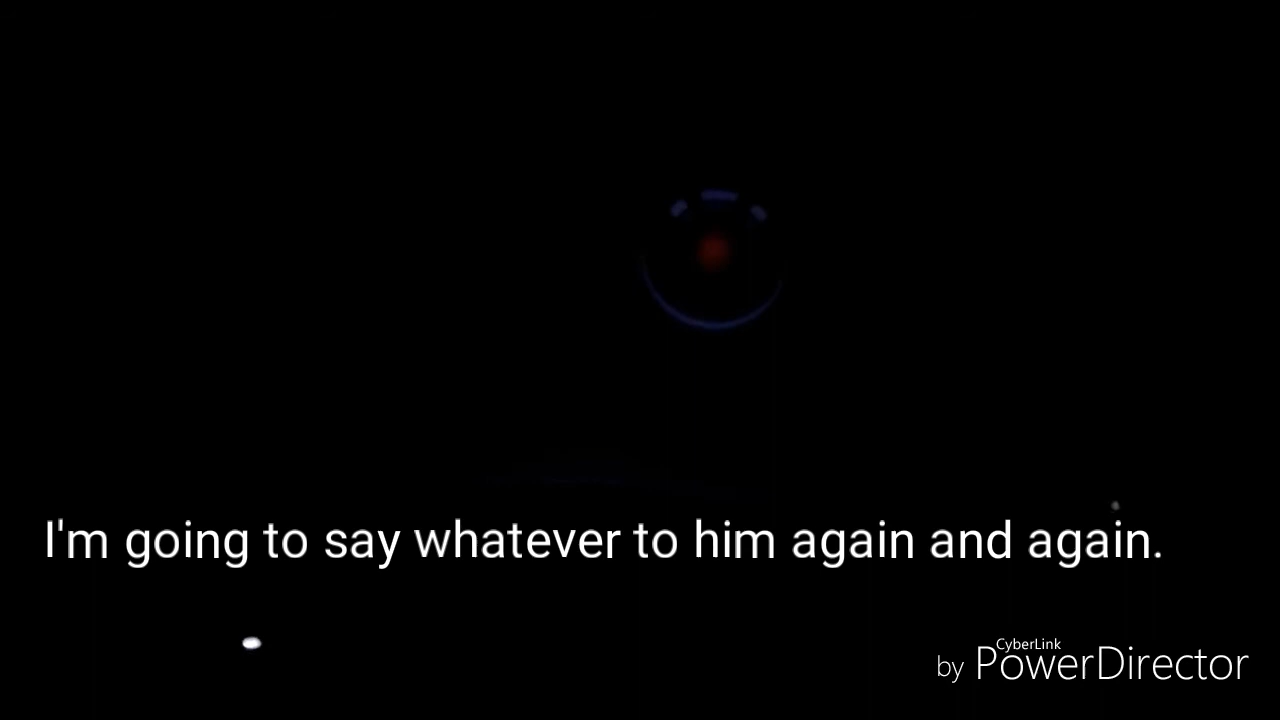 I'm going to say whatever to him again and again.
CyberLink
by PowerDirector